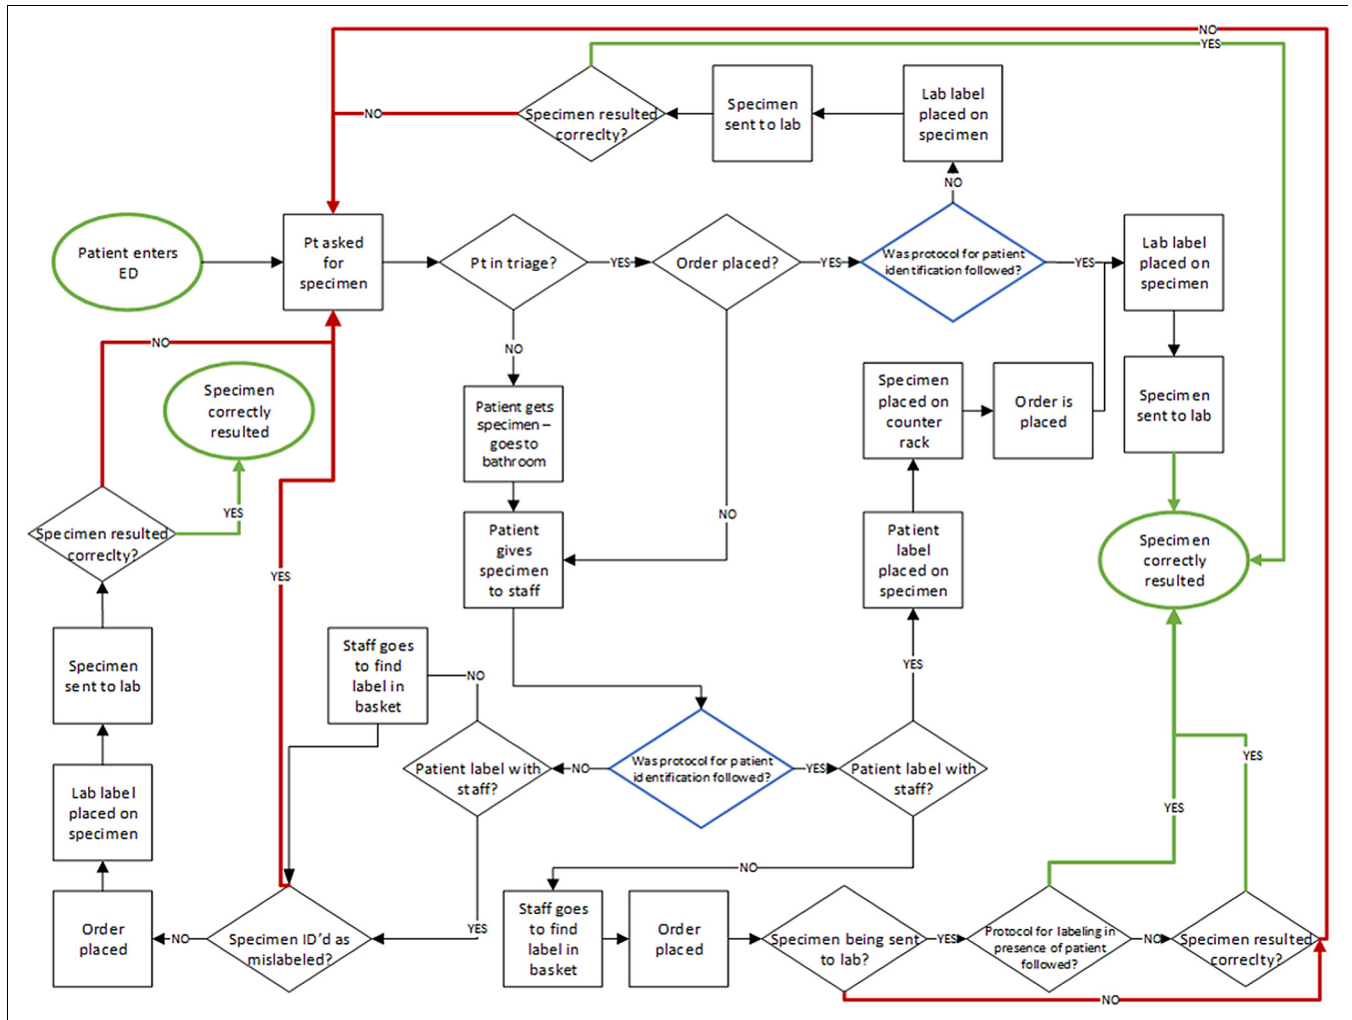 NO
YES
Specimen resulted
correclty?
NO
Specimen
sent to lab
Lab label
placed on
specimen
NO
Patient enters
ED
Pt asked
for
specimen
Pt in triage?
YES
Order placed?
YES
Was protocol for patient
identification followed?
YES
Lab label
placed on
specimen
NO
NO
Specimen
correctly
resulted
Patient gets
specimen –
goes to
bathroom
Specimen
placed on
counter
rack
Order is
placed
Specimen
sent to lab
YES
NO
Specimen resulted
correclty?
Patient
gives
specimen
to staff
Patient
label
placed on
specimen
Specimen
correctly
resulted
YES
Specimen
sent to lab
Staff goes
to find
label in
basket
NO
YES
Patient label with
staff?
NO
Was protocol for patient
identification followed?
YES
Patient label with
staff?
YES
YES
Lab label
placed on
specimen
NO
Order
placed
NO
Specimen ID'd as
mislabeled?
YES
Staff goes
to find
label in
basket
Order
placed
Specimen being sent
to lab?
YES
Protocol for labeling in
presence of patient
followed?
NO
Specimen resulted
correclty?
NO